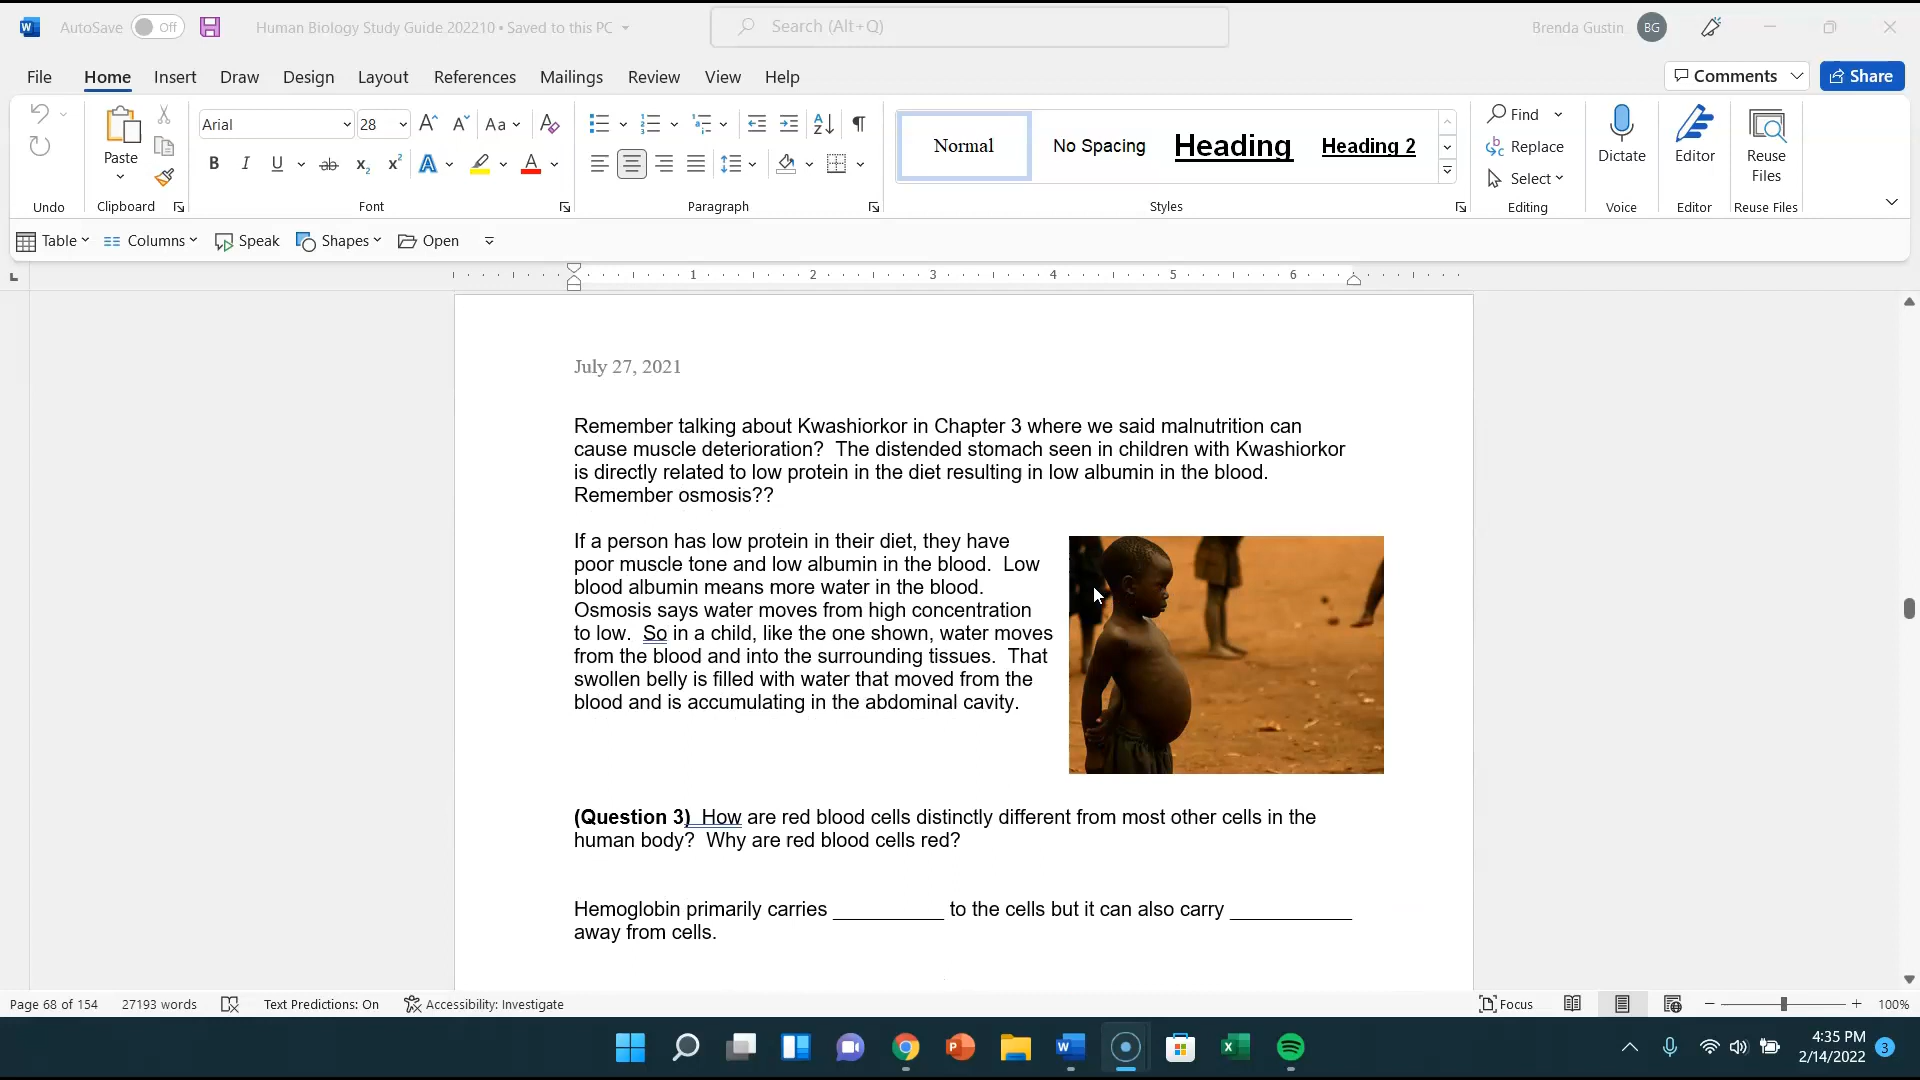 AutoSave Off Human Biology Study Guide 202210 • Saved to this PC Search (Alt+Q) Brenda Gustin BG
File Home Insert Draw Design Layout References Mailings Review View Help Comments Share
Arial 28 Aa
Paste
B I U ab x₂ x² A A
Normal No Spacing Heading Heading 2
Find
Replace
Select
Dictate Editor Reuse Files
Undo Clipboard Font Paragraph Styles Editing Voice Editor Reuse Files
Table Columns Speak Shapes Open
1 2 3 4 5 6
July 27, 2021
Remember talking about Kwashiorkor in Chapter 3 where we said malnutrition can
cause muscle deterioration? The distended stomach seen in children with Kwashiorkor
is directly related to low protein in the diet resulting in low albumin in the blood.
Remember osmosis??
If a person has low protein in their diet, they have
poor muscle tone and low albumin in the blood. Low
blood albumin means more water in the blood.
Osmosis says water moves from high concentration
to low. So in a child, like the one shown, water moves
from the blood and into the surrounding tissues. That
swollen belly is filled with water that moved from the
blood and is accumulating in the abdominal cavity.
(Question 3) How are red blood cells distinctly different from most other cells in the
human body? Why are red blood cells red?
Hemoglobin primarily carries __________ to the cells but it can also carry ___________
away from cells.
Page 68 of 154 27193 words Text Predictions: On Accessibility: Investigate Focus 100%
4:35 PM
2/14/2022 3